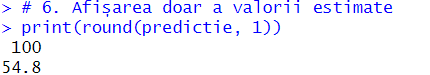 > # 6. Afișarea doar a valorii estimate
> print(round(predictie, 1))
100
54.8